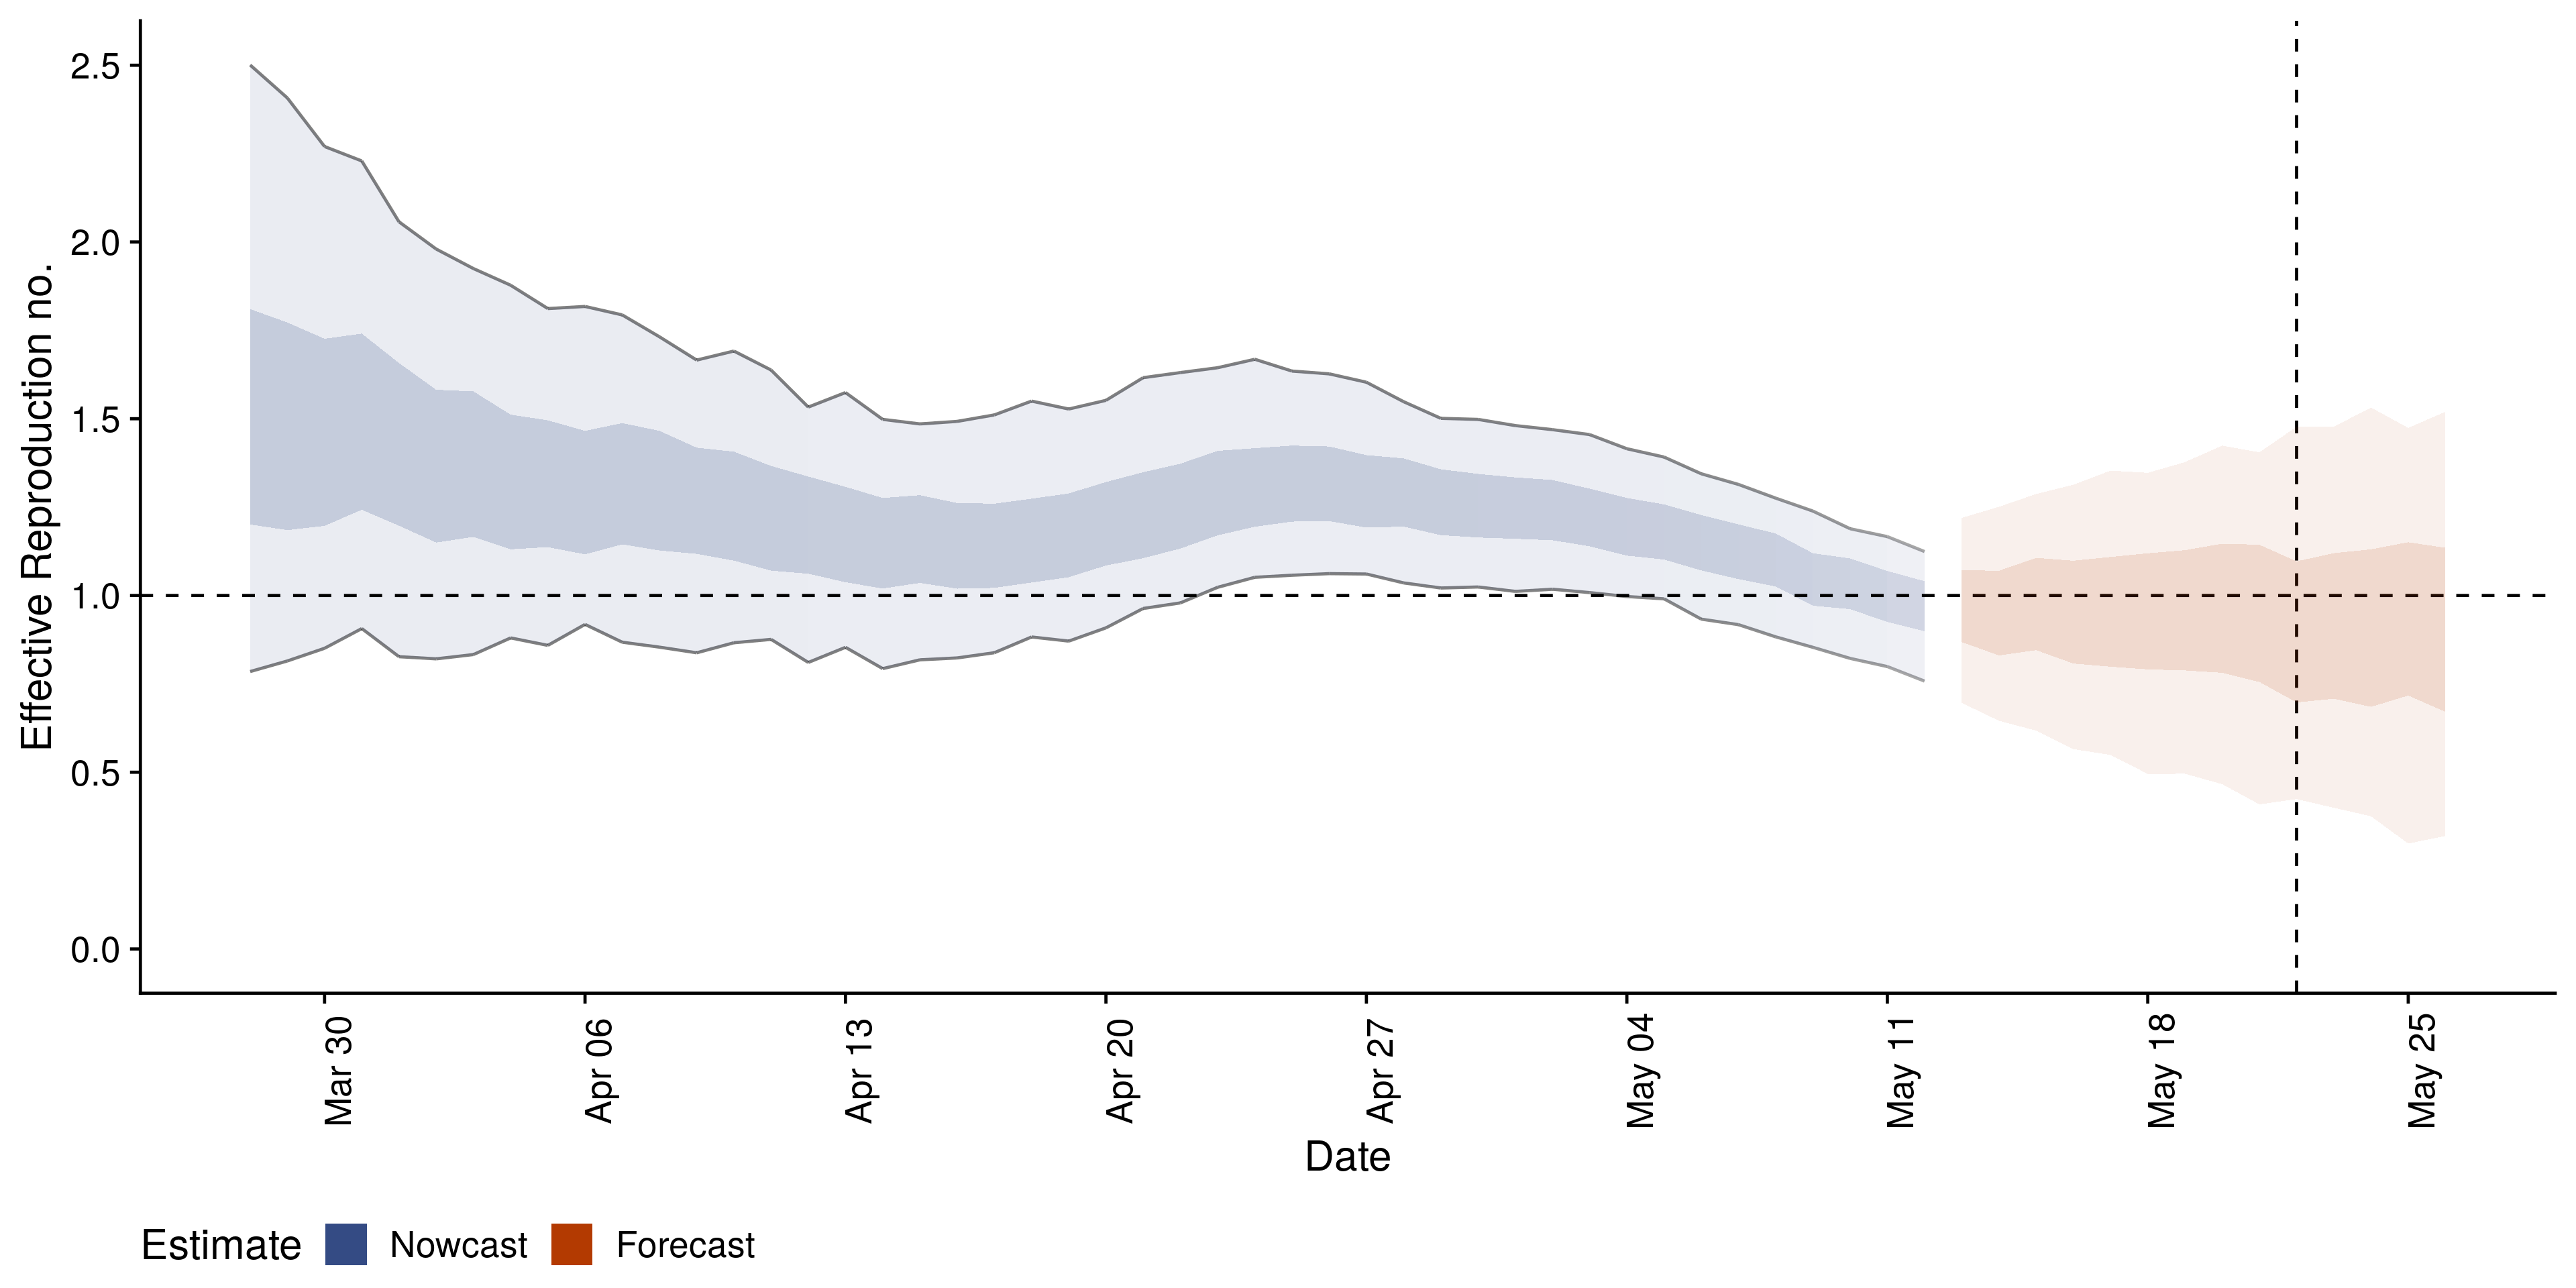 Effective Reproduction no.
2.5
2.0
1.5
1.0
0.5
0.0
Mar 30
Apr 06
Apr 13
Apr 20
Apr 27
May 04
May 11
May 18
May 25
Date
Estimate Nowcast Forecast